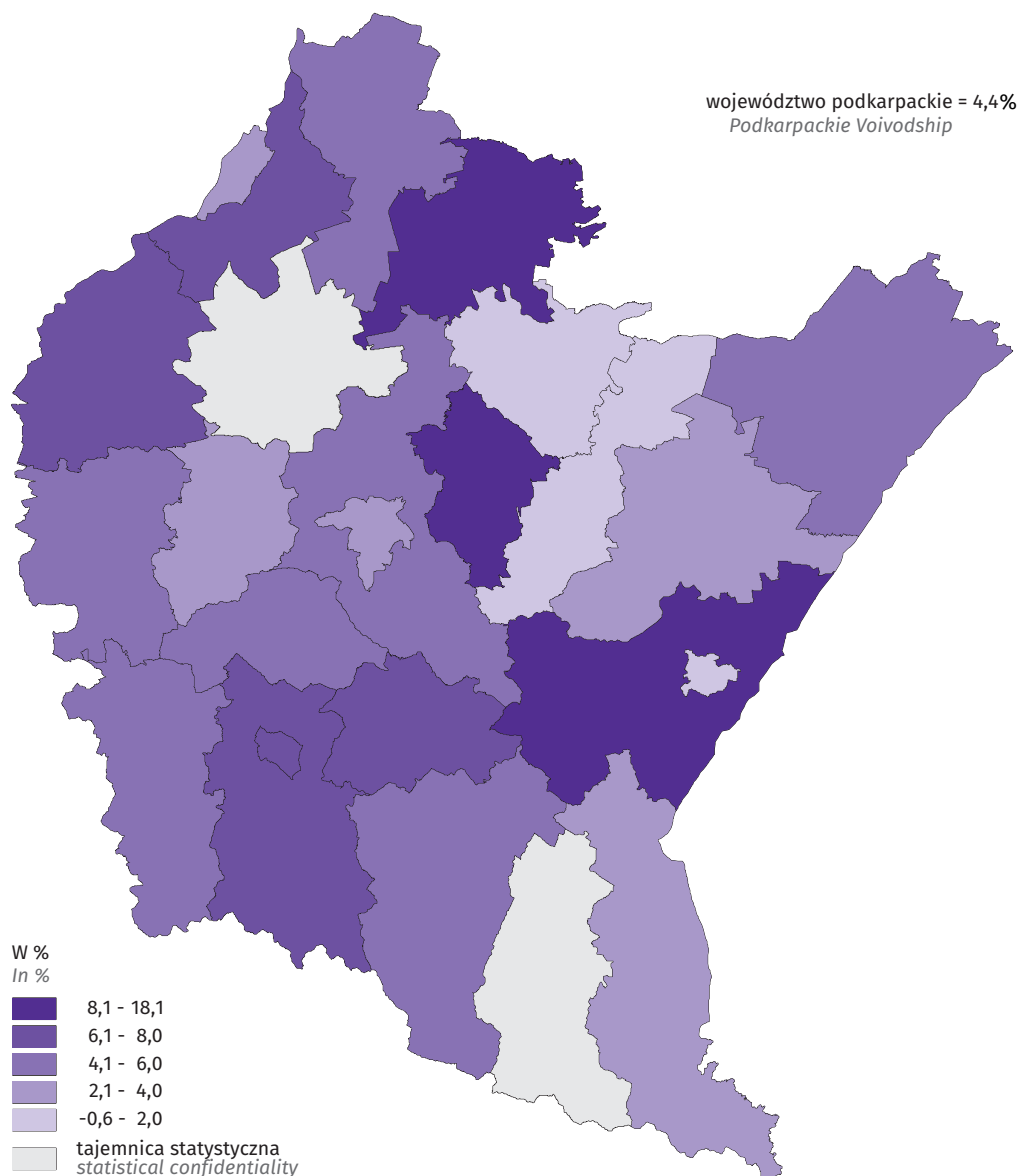 województwo podkarpackie = 4,4%
Podkarpackie Voivodship
W %
In %
8,1 - 18,1
6,1 - 8,0
4,1 - 6,0
2,1 - 4,0
-0,6 - 2,0
tajemnica statystyczna
statistical confidentiality